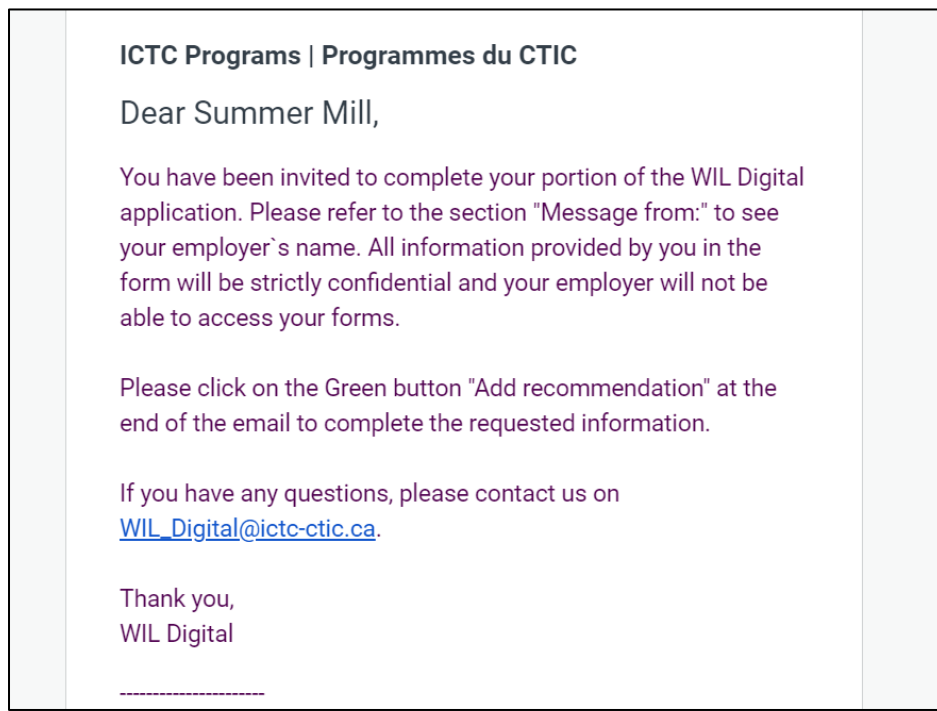 ICTC Programs | Programmes du CTIC
Dear Summer Mill,
You have been invited to complete your portion of the WIL Digital
application. Please refer to the section "Message from:" to see
your employer`s name. All information provided by you in the
form will be strictly confidential and your employer will not be
able to access your forms.
Please click on the Green button "Add recommendation" at the
end of the email to complete the requested information.
If you have any questions, please contact us on
WIL_Digital@ictc-ctic.ca.
Thank you,
WIL Digital
----------------------